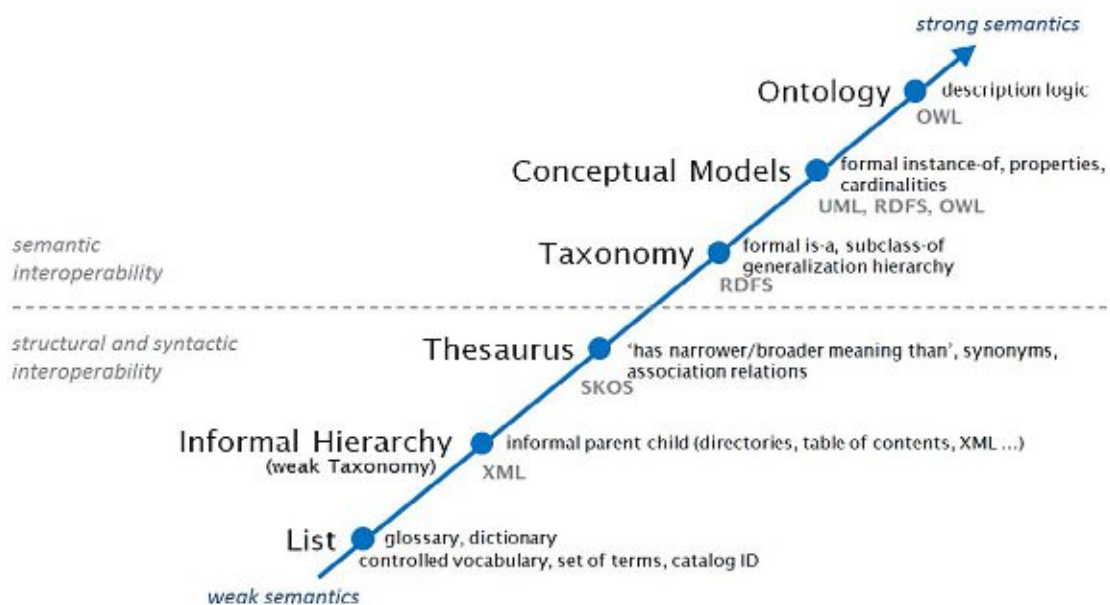 strong semantics
Ontology
description logic
OWL
Conceptual Models
formal instance-of, properties,
cardinalities
UML, RDFS, OWL
semantic
interoperability
Taxonomy
formal is-a, subclass-of
generalization hierarchy
RDFS
structural and syntactic
interoperability
Thesaurus
‘has narrower/broader meaning than’, synonyms,
association relations
SKOS
Informal Hierarchy
(weak Taxonomy)
informal parent child (directories, table of contents, XML ...)
XML
List
glossary, dictionary
controlled vocabulary, set of terms, catalog ID
weak semantics